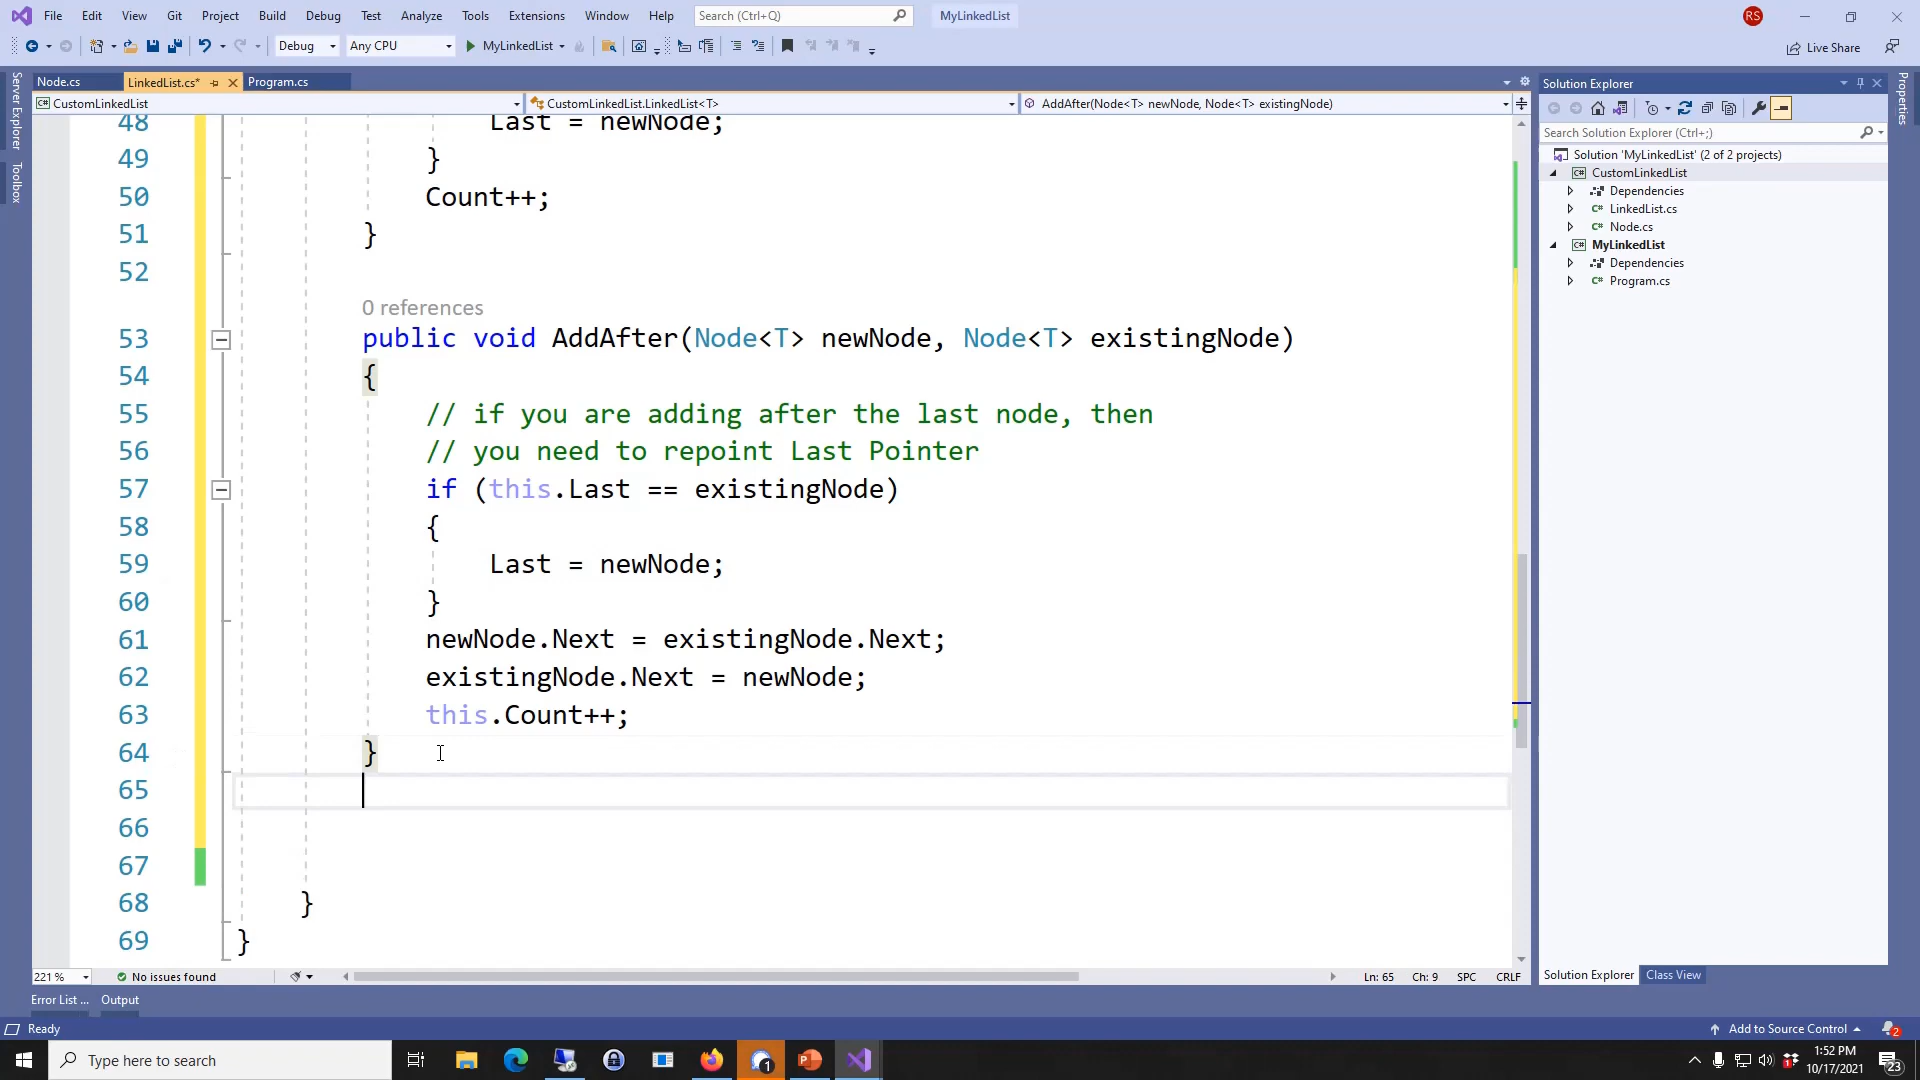 File Edit View Git Project Build Debug Test Analyze Tools Extensions Window Help Search (Ctrl+Q) MyLinkedList RS
Debug Any CPU MyLinkedList Live Share
Server Explorer
Toolbox
Node.cs LinkedList.cs* Program.cs
CustomLinkedList CustomLinkedList.LinkedList<T> AddAfter(Node<T> newNode, Node<T> existingNode)
48 Last = newNode;
49 }
50 Count++;
51 }
52
0 references
53 public void AddAfter(Node<T> newNode, Node<T> existingNode)
54 {
55 // if you are adding after the last node, then
56 // you need to repoint Last Pointer
57 if (this.Last == existingNode)
58 {
59 Last = newNode;
60 }
61 newNode.Next = existingNode.Next;
62 existingNode.Next = newNode;
63 this.Count++;
64 }
65
66
67
68 }
69 }
221 % No issues found Ln: 65 Ch: 9 SPC CRLF
Solution Explorer
Search Solution Explorer (Ctrl+;)
Solution 'MyLinkedList' (2 of 2 projects)
C# CustomLinkedList
Dependencies
C# LinkedList.cs
C# Node.cs
C# MyLinkedList
Dependencies
C# Program.cs
Solution Explorer Class View
Properties
Error List ... Output
Ready Add to Source Control 2
Type here to search
1:52 PM
10/17/2021
23